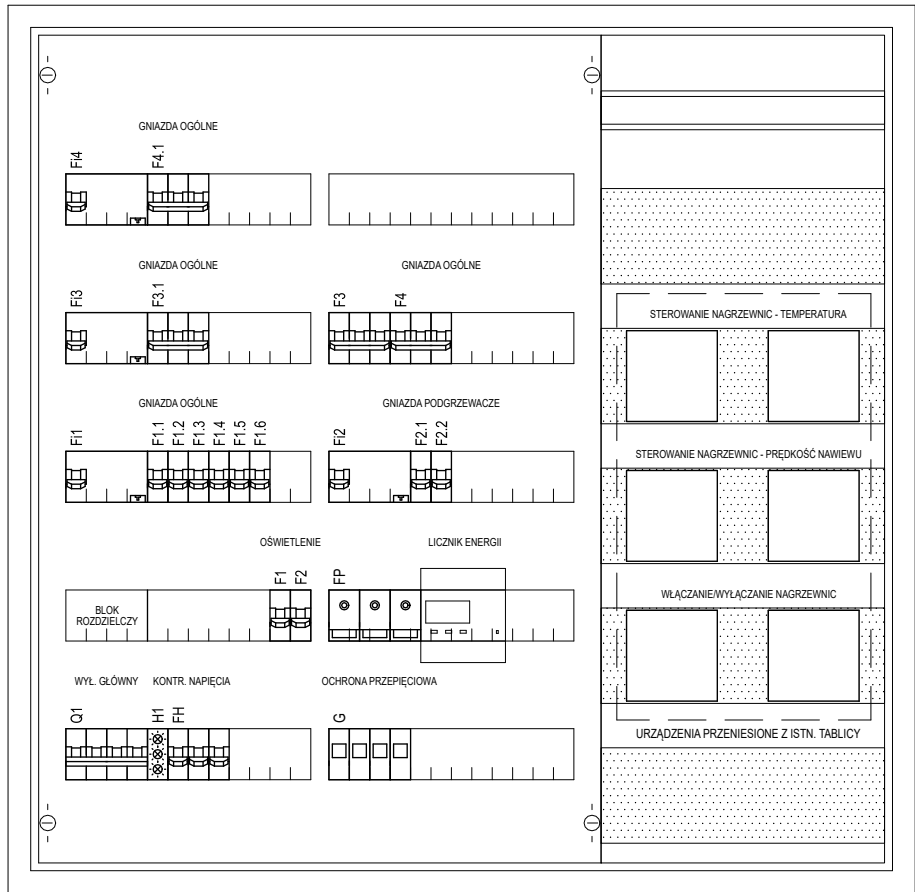 GNIAZDA OGÓLNE
Fi4
F4.1
GNIAZDA OGÓLNE
GNIAZDA OGÓLNE
Fi3
F3.1
F3
F4
STEROWANIE NAGRZEWNIC - TEMPERATURA
GNIAZDA OGÓLNE
GNIAZDA PODGRZEWACZE
Fi1
F1.1
F1.2
F1.3
F1.4
F1.5
F1.6
Fi2
F2.1
F2.2
STEROWANIE NAGRZEWNIC - PRĘDKOŚĆ NAWIEWU
OŚWIETLENIE
LICZNIK ENERGII
F1
F2
FP
BLOK
ROZDZIELCZY
WŁĄCZANIE/WYŁĄCZANIE NAGRZEWNIC
WYŁ. GŁÓWNY
KONTR. NAPIĘCIA
OCHRONA PRZEPIĘCIOWA
Q1
H1
FH
G
URZĄDZENIA PRZENIESIONE Z ISTN. TABLICY